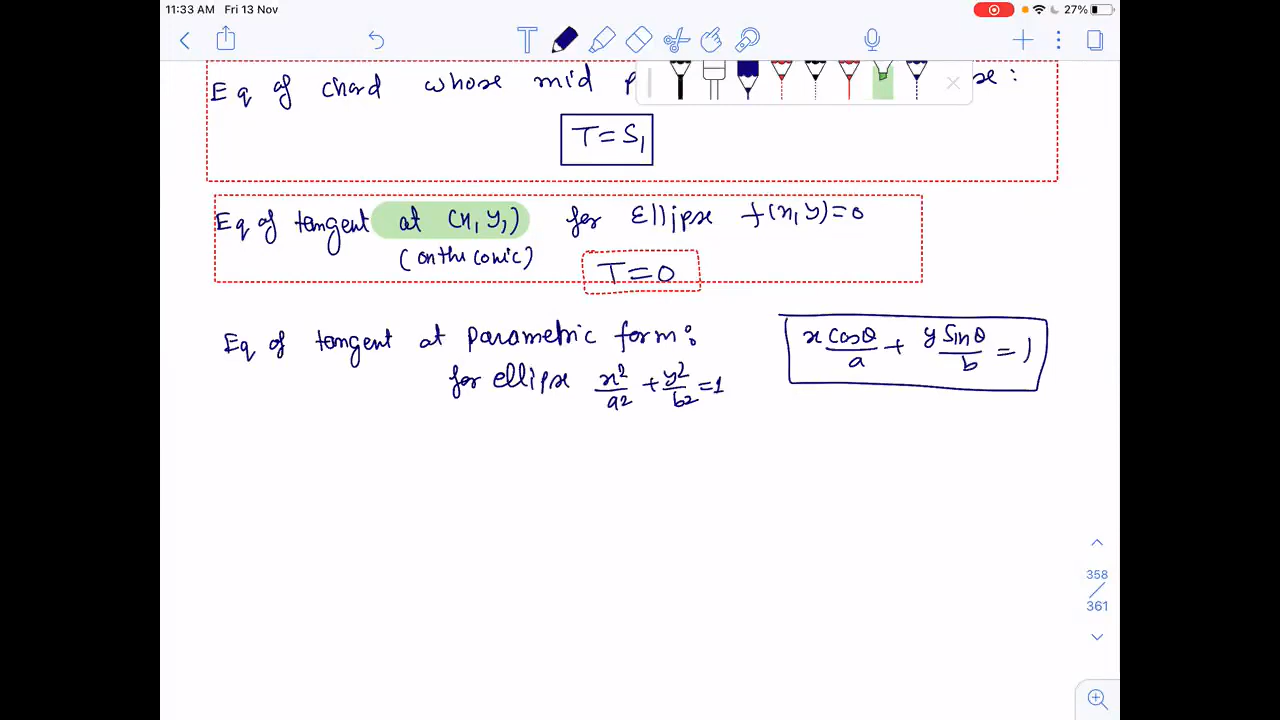 11:33 AM Fri 13 Nov
27%
Eq of chord whose mid
T = S₁
Eq of tangent at (x₁ y₁) for Ellipse f(x, y) = 0
(on the conic)
T = 0
Eq of tangent at parametric form :
x cosθ/a + y sinθ/b = 1
for ellipse x²/a² + y²/b² = 1
358
361